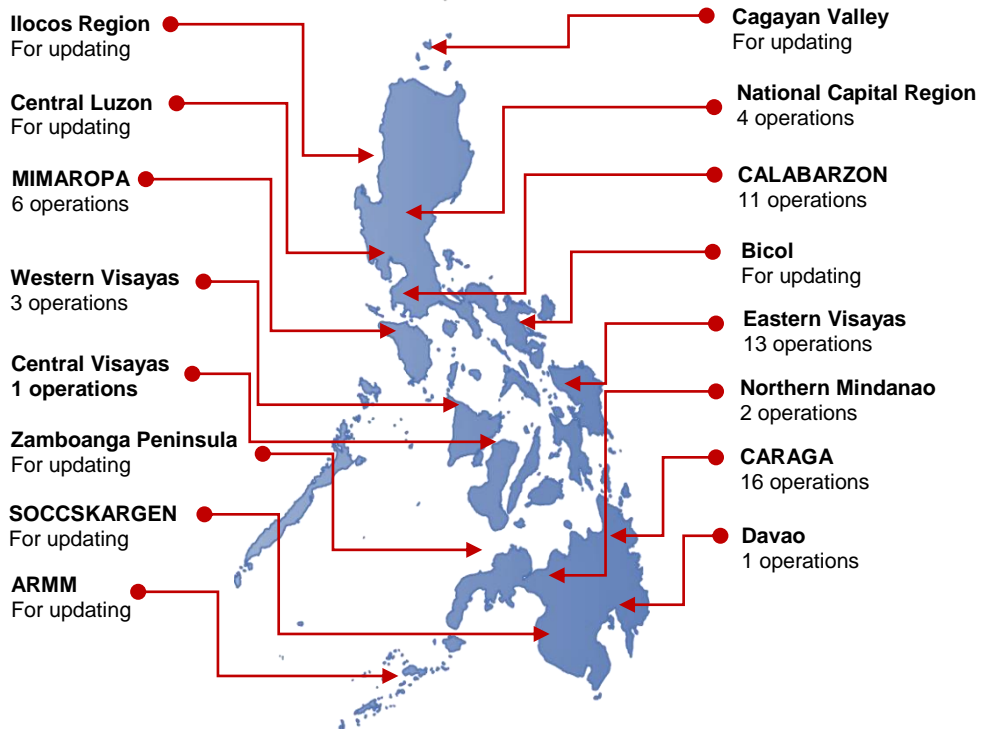 Ilocos Region
For updating
Central Luzon
For updating
MIMAROPA
6 operations
Western Visayas
3 operations
Central Visayas
1 operations
Zamboanga Peninsula
For updating
SOCCSKARGEN
For updating
ARMM
For updating
Cagayan Valley
For updating
National Capital Region
4 operations
CALABARZON
11 operations
Bicol
For updating
Eastern Visayas
13 operations
Northern Mindanao
2 operations
CARAGA
16 operations
Davao
1 operations